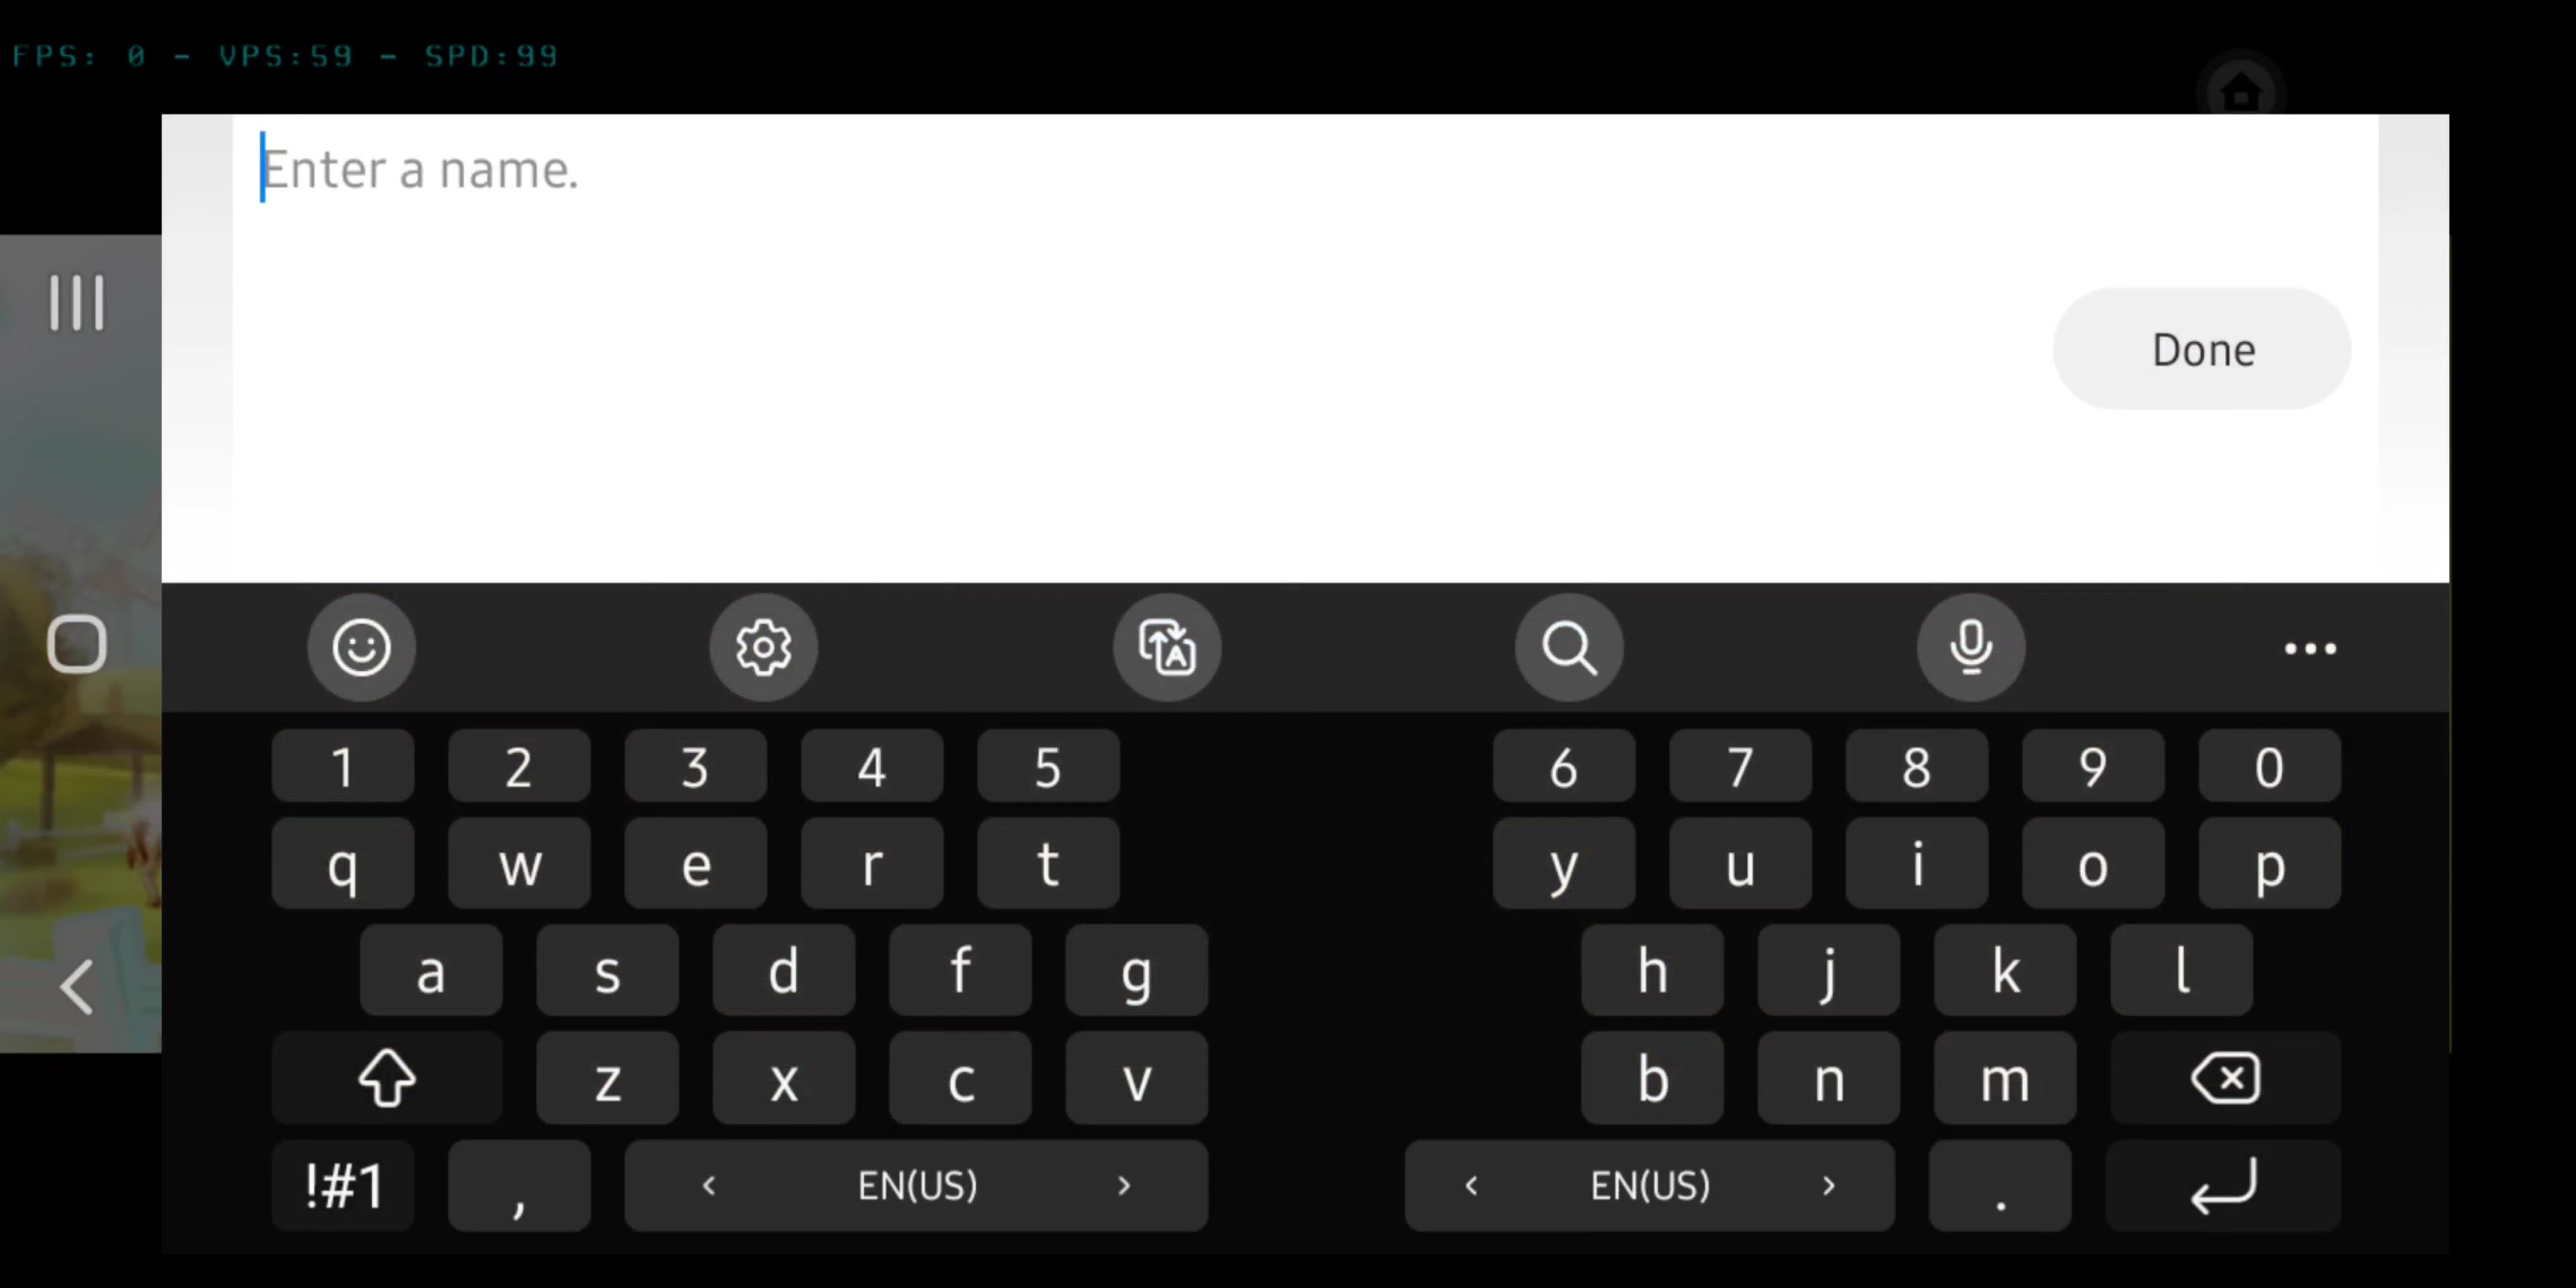 FPS: 0 - VPS:59 - SPD:99
Enter a name.
Done
1 2 3 4 5 6 7 8 9 0
q w e r t y u i o p
a s d f g h j k l
z x c v b n m
!#1 , < EN(US) > < EN(US) > .